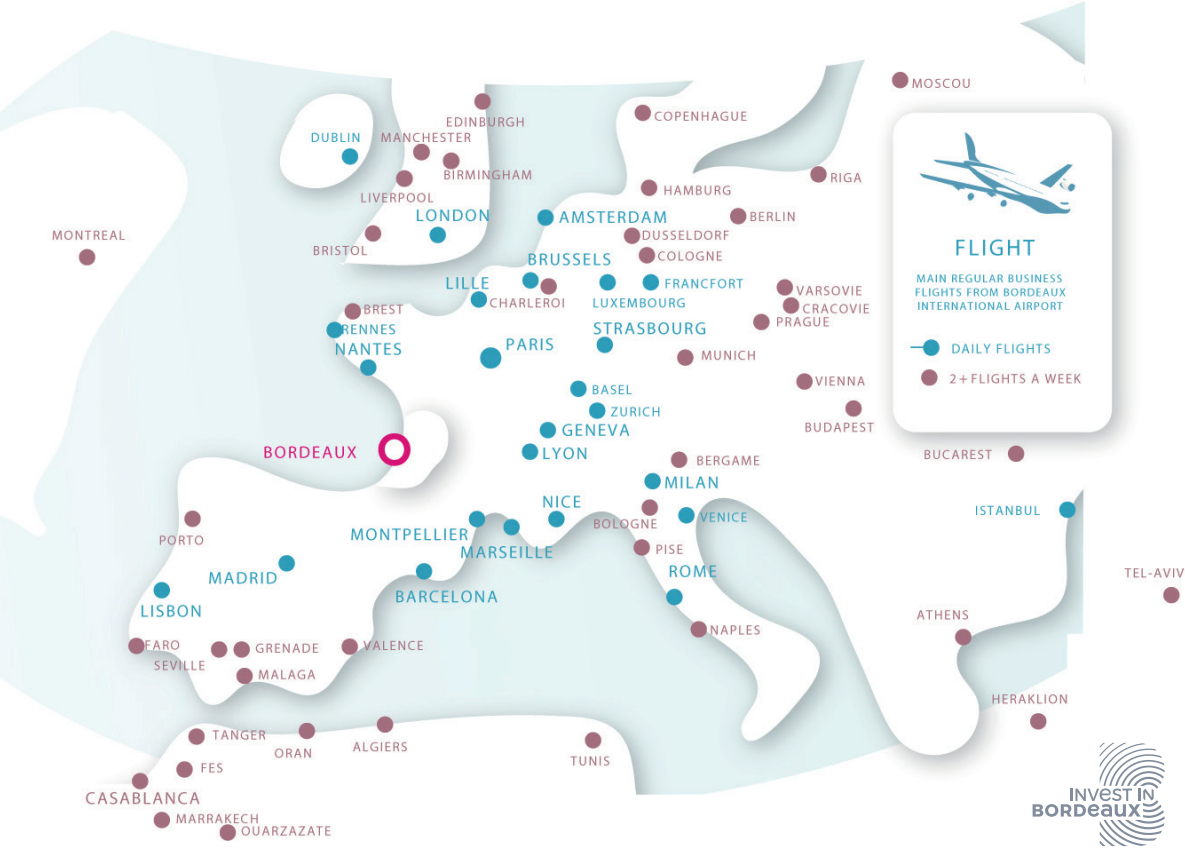 MOSCOU
EDINBURGH
COPENHAGUE
DUBLIN
MANCHESTER
BIRMINGHAM
RIGA
LIVERPOOL
HAMBURG
LONDON
AMSTERDAM
BERLIN
MONTREAL
BRISTOL
DUSSELDORF
COLOGNE
BRUSSELS
FLIGHT
MAIN REGULAR BUSINESS
FLIGHTS FROM BORDEAUX
INTERNATIONAL AIRPORT
DAILY FLIGHTS
2+FLIGHTS A WEEK
LILLE
CHARLEROI
LUXEMBOURG
FRANCFORT
VARSOVIE
CRACOVIE
PRAGUE
BREST
RENNES
NANTES
PARIS
STRASBOURG
MUNICH
BASEL
VIENNA
ZURICH
BUDAPEST
GENEVA
BORDEAUX
LYON
BERGAME
BUCAREST
MILAN
NICE
ISTANBUL
BOLOGNE
VENICE
PORTO
MONTPELLIER
MARSEILLE
PISE
MADRID
ROME
TEL-AVIV
BARCELONA
LISBON
ATHENS
NAPLES
FARO
SEVILLE
GRENADE
VALENCE
MALAGA
HERAKLION
TANGER
ORAN
ALGIERS
TUNIS
FES
CASABLANCA
MARRAKECH
OUARZAZATE
INVEST IN
BORDEAUX